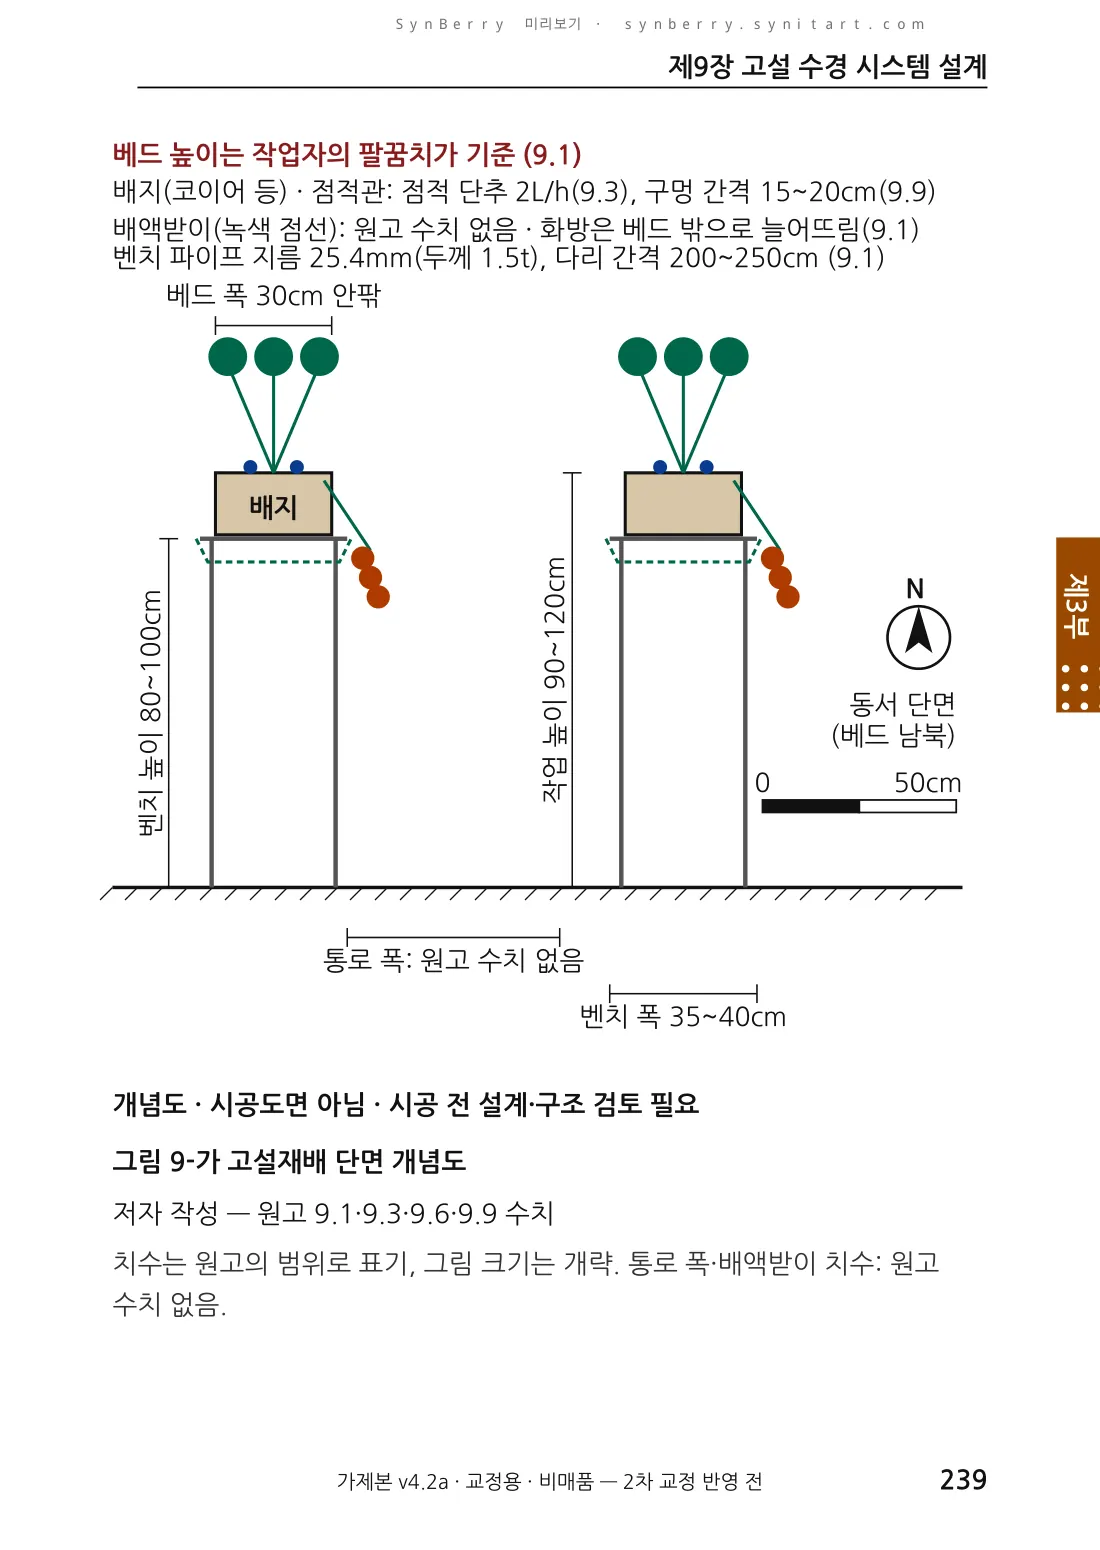 SynBerry 미리보기 · synberry.synitart.com
제9장 고설 수경 시스템 설계
베드 높이는 작업자의 팔꿈치가 기준 (9.1)
배지(코이어 등) · 점적관: 점적 단추 2L/h(9.3), 구멍 간격 15~20cm(9.9)
배액받이(녹색 점선): 원고 수치 없음 · 화방은 베드 밖으로 늘어뜨림(9.1)
벤치 파이프 지름 25.4mm(두께 1.5t), 다리 간격 200~250cm (9.1)
베드 폭 30cm 안팎
배지
벤치 높이 80~100cm
작업 높이 90~120cm
N
동서 단면
(베드 남북)
0 50cm
제3부
통로 폭: 원고 수치 없음
벤치 폭 35~40cm
개념도 · 시공도면 아님 · 시공 전 설계·구조 검토 필요
그림 9-가 고설재배 단면 개념도
저자 작성 — 원고 9.1·9.3·9.6·9.9 수치
치수는 원고의 범위로 표기, 그림 크기는 개략. 통로 폭·배액받이 치수: 원고
수치 없음.
가제본 v4.2a · 교정용 · 비매품 — 2차 교정 반영 전
239